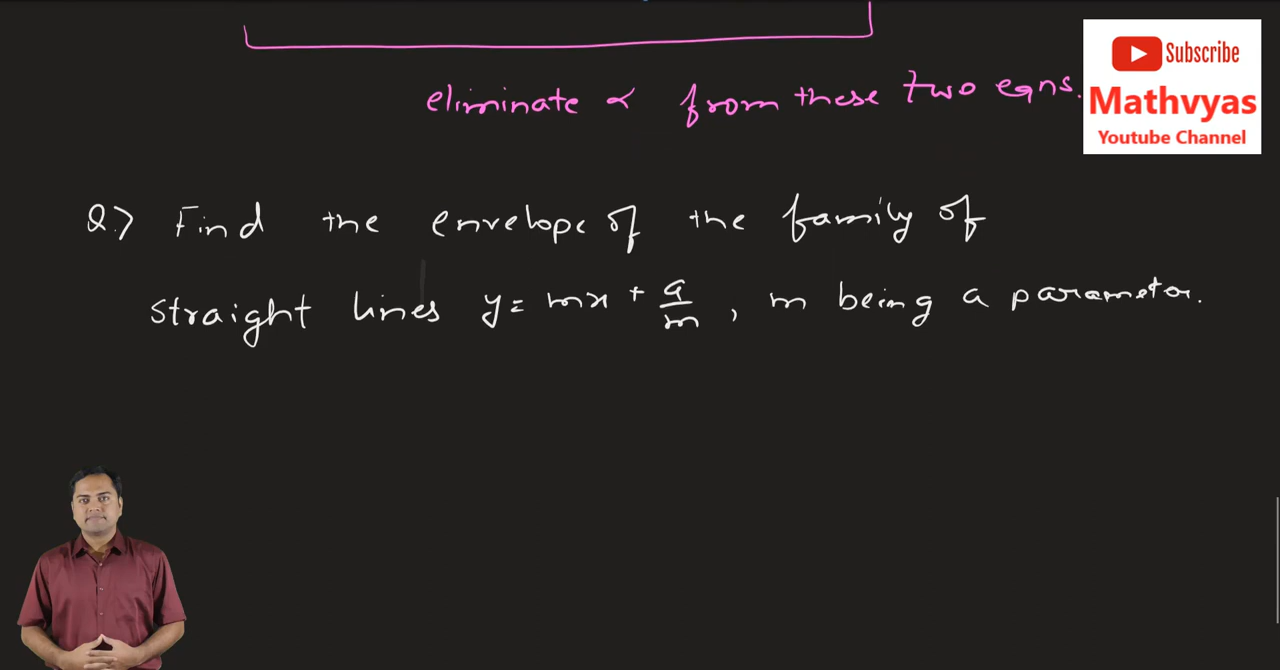 eliminate α from these two eqns.
Subscribe
Mathvyas
Youtube Channel
Q.> Find the envelope of the family of
straight lines y = mx + a/m , m being a parameter.